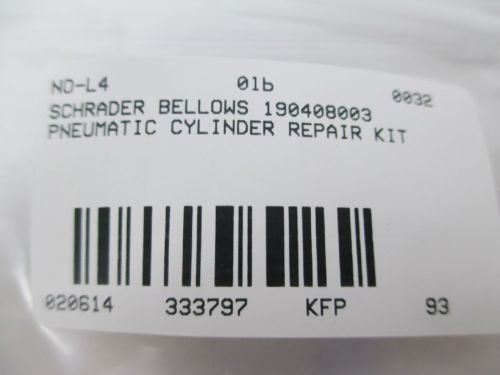 NO-L4 01b 0032
SCHRADER BELLOWS 190408003
PNEUMATIC CYLINDER REPAIR KIT
020614 333797 KFP 93